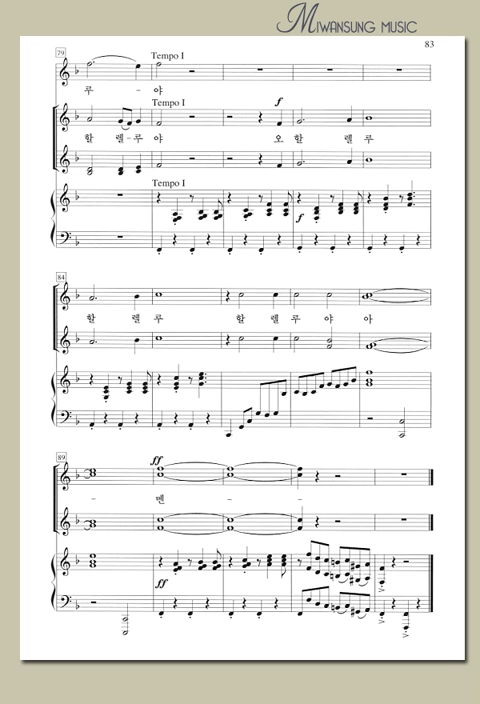 MIWANSUNG MUSIC
83
79
Tempo I
루 - 야
Tempo I
f
할 렐-루 야 오 할 렐 루
Tempo I
f
84
할 렐 루 할 렐 루 야 아
89
ff
- 멘 - -
ff